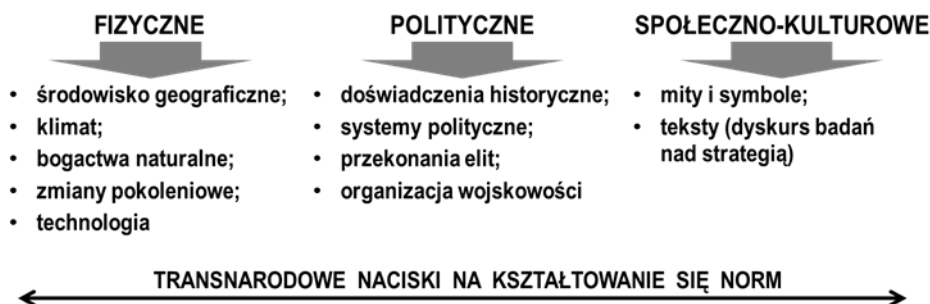 FIZYCZNE
• środowisko geograficzne;
• klimat;
• bogactwa naturalne;
• zmiany pokoleniowe;
• technologia
POLITYCZNE
• doświadczenia historyczne;
• systemy polityczne;
• przekonania elit;
• organizacja wojskowości
SPOŁECZNO-KULTUROWE
• mity i symbole;
• teksty (dyskurs badań
nad strategią)
TRANSNARODOWE NACISKI NA KSZTAŁTOWANIE SIĘ NORM